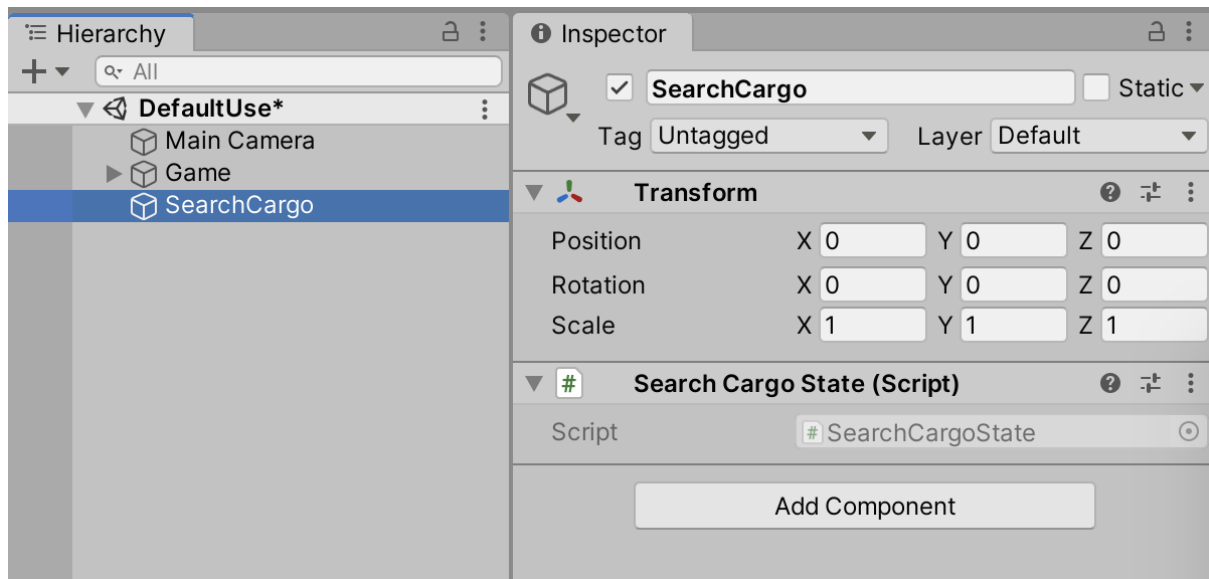 Hierarchy
All
DefaultUse*
Main Camera
Game
SearchCargo
Inspector
SearchCargo Static
Tag Untagged Layer Default
Transform
Position X 0 Y 0 Z 0
Rotation X 0 Y 0 Z 0
Scale X 1 Y 1 Z 1
# Search Cargo State (Script)
Script # SearchCargoState
Add Component